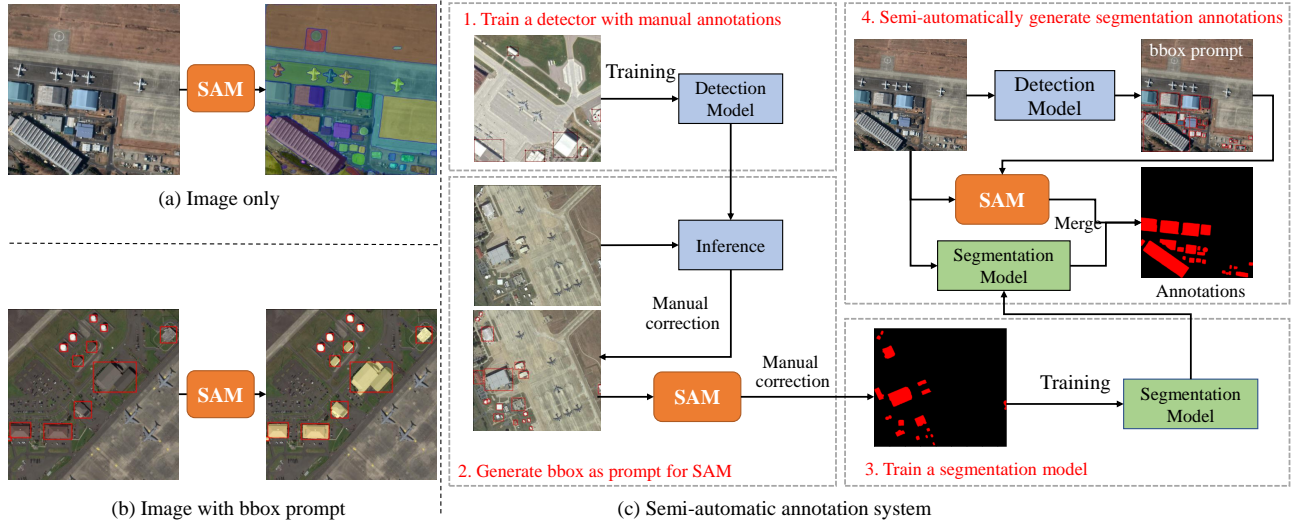 SAM
(a) Image only
SAM
(b) Image with bbox prompt
1. Train a detector with manual annotations
Training
Detection
Model
Inference
Manual
correction
SAM
Manual
correction
2. Generate bbox as prompt for SAM
Training
Segmentation
Model
3. Train a segmentation model
4. Semi-automatically generate segmentation annotations
Detection
Model
bbox prompt
SAM
Merge
Segmentation
Model
Annotations
(c) Semi-automatic annotation system